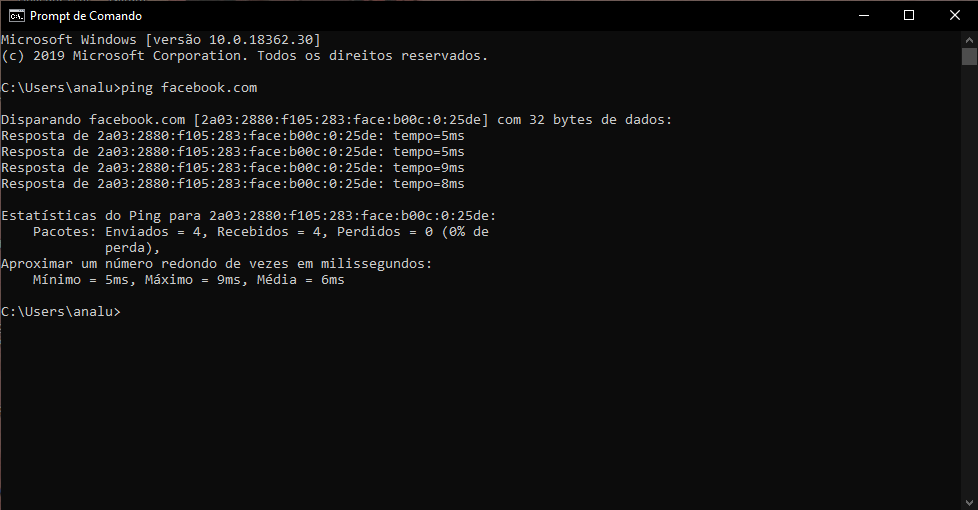 Prompt de Comando
Microsoft Windows [versão 10.0.18362.30]
(c) 2019 Microsoft Corporation. Todos os direitos reservados.
C:\Users\analu>ping facebook.com
Disparando facebook.com [2a03:2880:f105:283:face:b00c:0:25de] com 32 bytes de dados:
Resposta de 2a03:2880:f105:283:face:b00c:0:25de: tempo=5ms
Resposta de 2a03:2880:f105:283:face:b00c:0:25de: tempo=5ms
Resposta de 2a03:2880:f105:283:face:b00c:0:25de: tempo=9ms
Resposta de 2a03:2880:f105:283:face:b00c:0:25de: tempo=8ms
Estatísticas do Ping para 2a03:2880:f105:283:face:b00c:0:25de:
    Pacotes: Enviados = 4, Recebidos = 4, Perdidos = 0 (0% de
             perda),
Aproximar um número redondo de vezes em milissegundos:
    Mínimo = 5ms, Máximo = 9ms, Média = 6ms
C:\Users\analu>